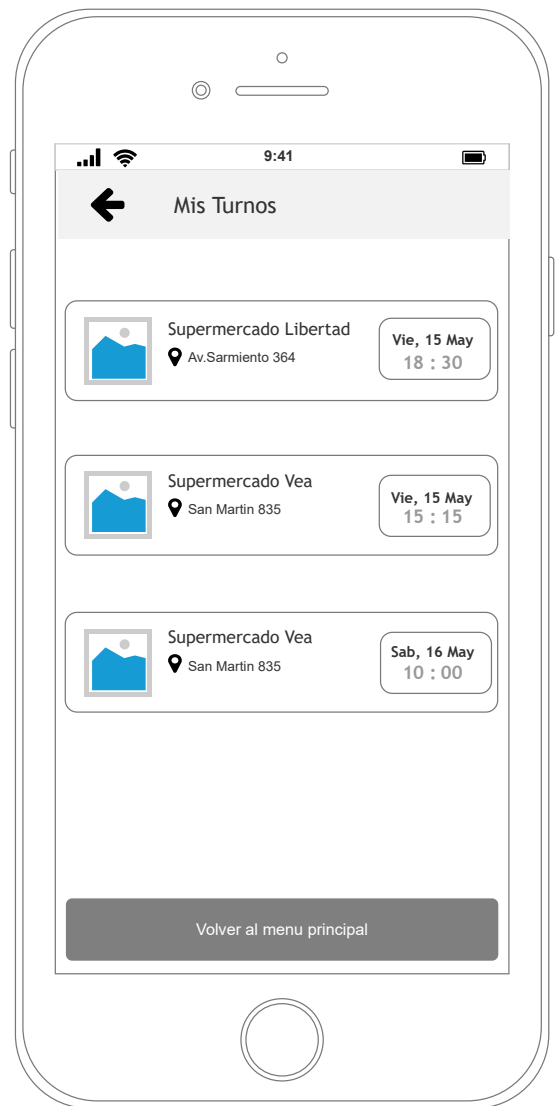 9:41
Mis Turnos
Supermercado Libertad
Av.Sarmiento 364
Vie, 15 May
18 : 30
Supermercado Vea
San Martin 835
Vie, 15 May
15 : 15
Supermercado Vea
San Martin 835
Sab, 16 May
10 : 00
Volver al menu principal